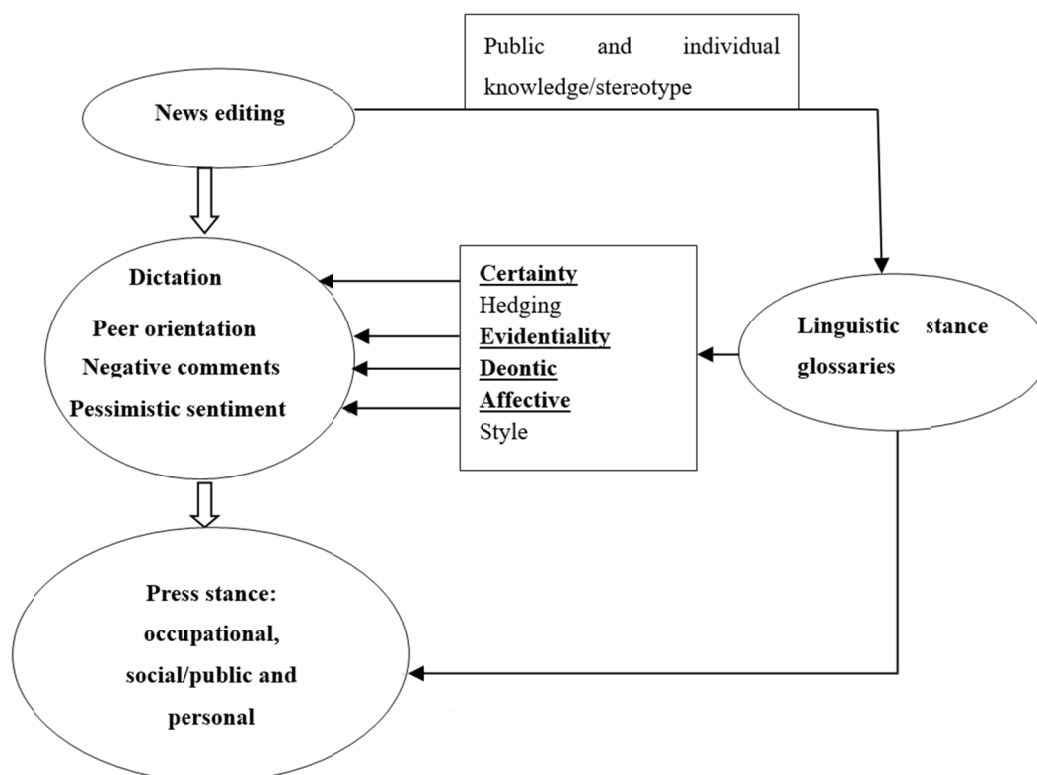 Public and individual
knowledge/stereotype
News editing
Dictation
Peer orientation
Negative comments
Pessimistic sentiment
Certainty
Hedging
Evidentiality
Deontic
Affective
Style
Linguistic stance
glossaries
Press stance:
occupational,
social/public and
personal